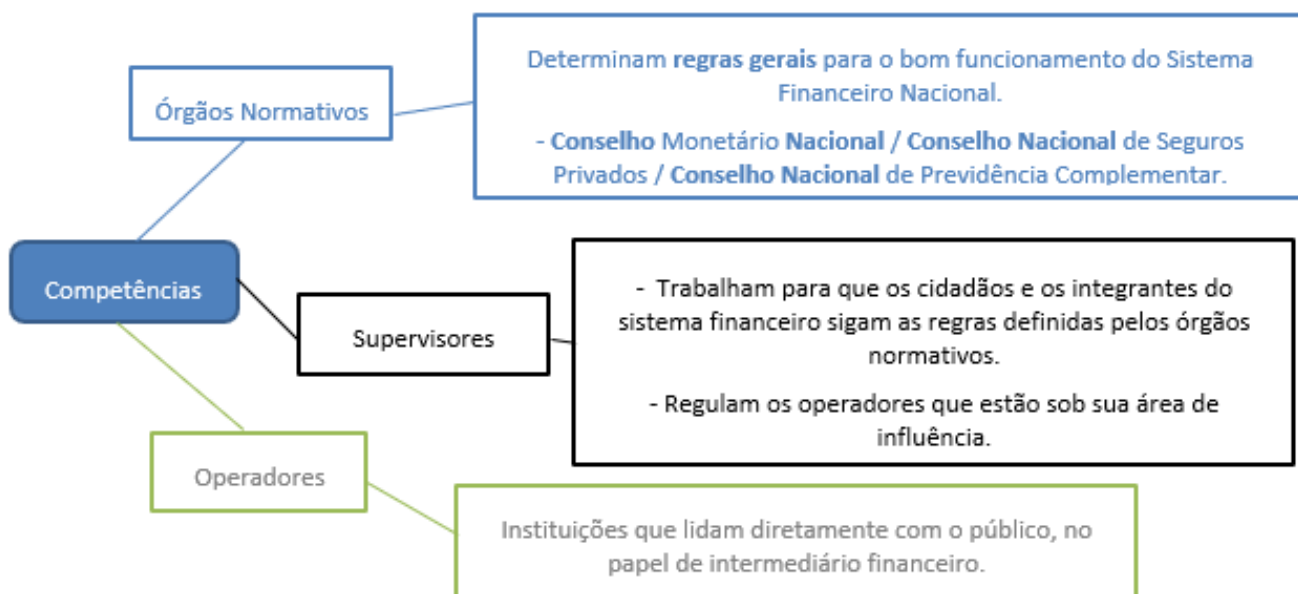 Determinam regras gerais para o bom funcionamento do Sistema
Financeiro Nacional.
- Conselho Monetário Nacional / Conselho Nacional de Seguros
Privados / Conselho Nacional de Previdência Complementar.
Órgãos Normativos
Competências
Supervisores
- Trabalham para que os cidadãos e os integrantes do
sistema financeiro sigam as regras definidas pelos órgãos
normativos.
- Regulam os operadores que estão sob sua área de
influência.
Operadores
Instituições que lidam diretamente com o público, no
papel de intermediário financeiro.